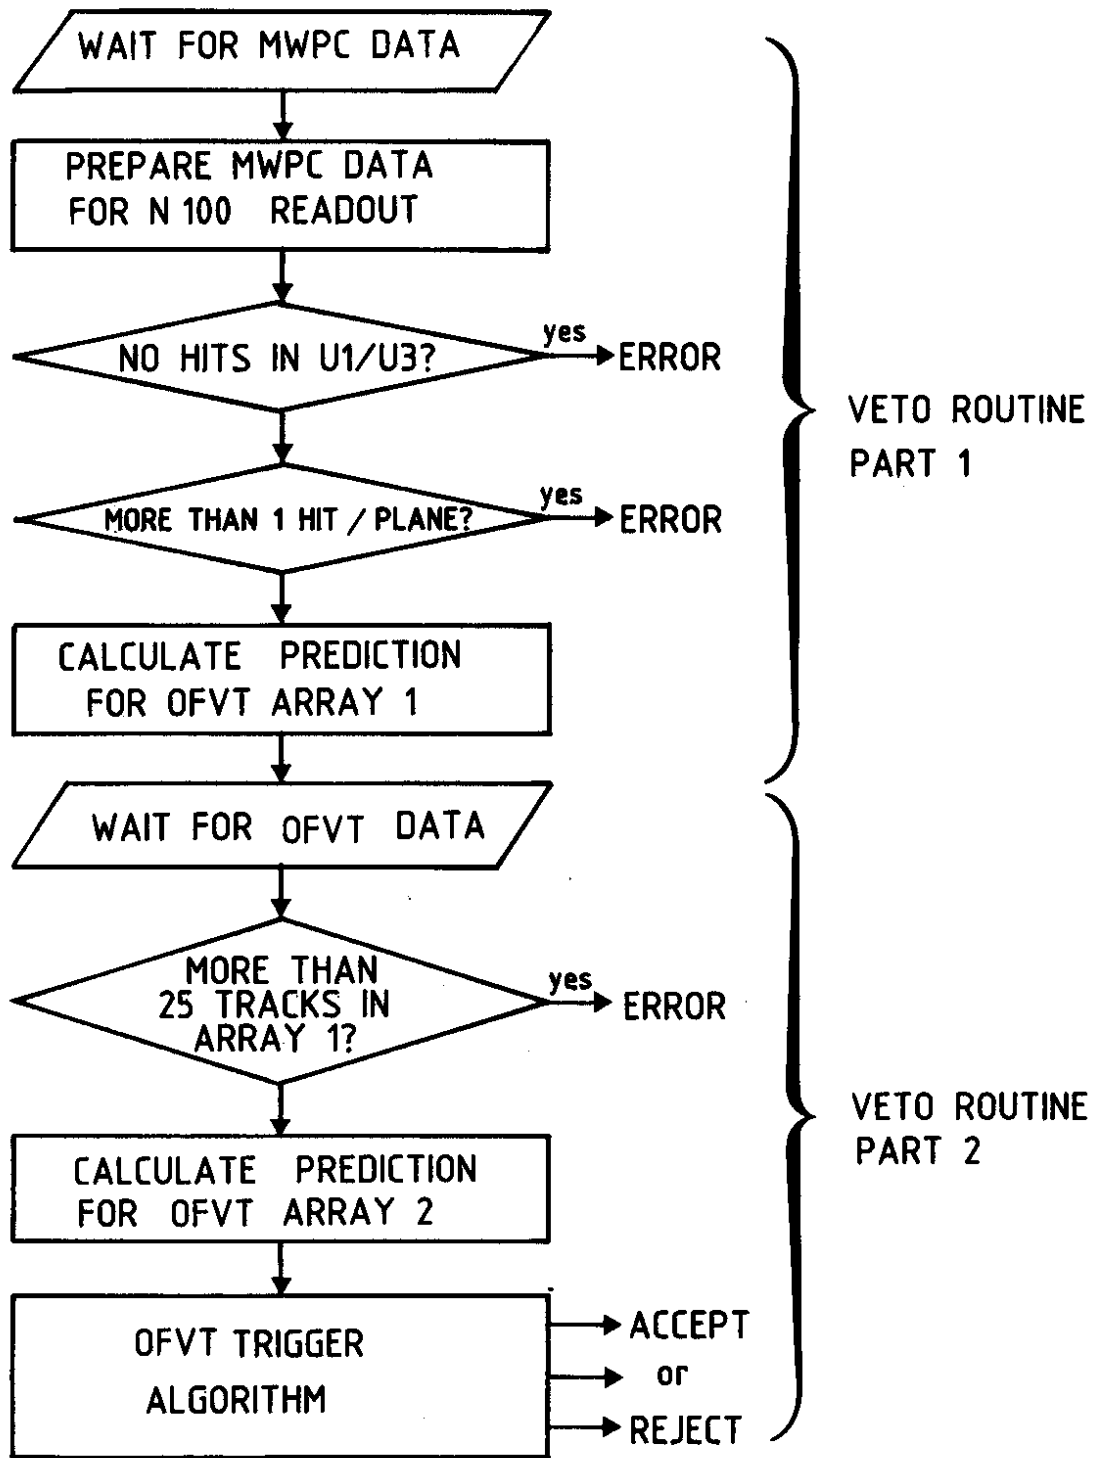 WAIT FOR MWPC DATA
PREPARE MWPC DATA
FOR N 100 READOUT
NO HITS IN U1/U3?
yes
ERROR
MORE THAN 1 HIT / PLANE?
yes
ERROR
CALCULATE PREDICTION
FOR OFVT ARRAY 1
VETO ROUTINE
PART 1
WAIT FOR OFVT DATA
MORE THAN
25 TRACKS IN
ARRAY 1?
yes
ERROR
CALCULATE PREDICTION
FOR OFVT ARRAY 2
OFVT TRIGGER
ALGORITHM
ACCEPT
or
REJECT
VETO ROUTINE
PART 2